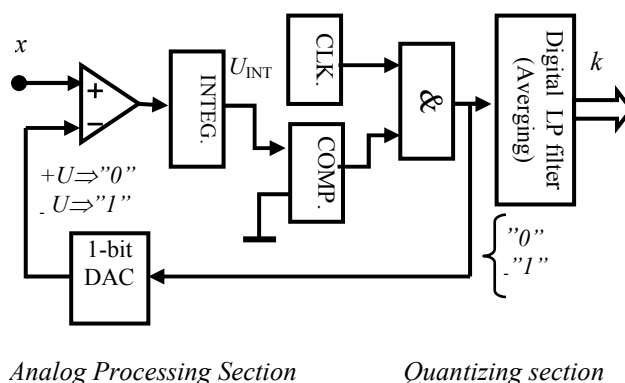 x
+
−
INTEG.
U INT
CLK.
COMP.
&
Digital LP filter
(Averging)
k
+U⇒"0"
- U⇒"1"
1-bit
DAC
"0"
-"1"
Analog Processing Section
Quantizing section